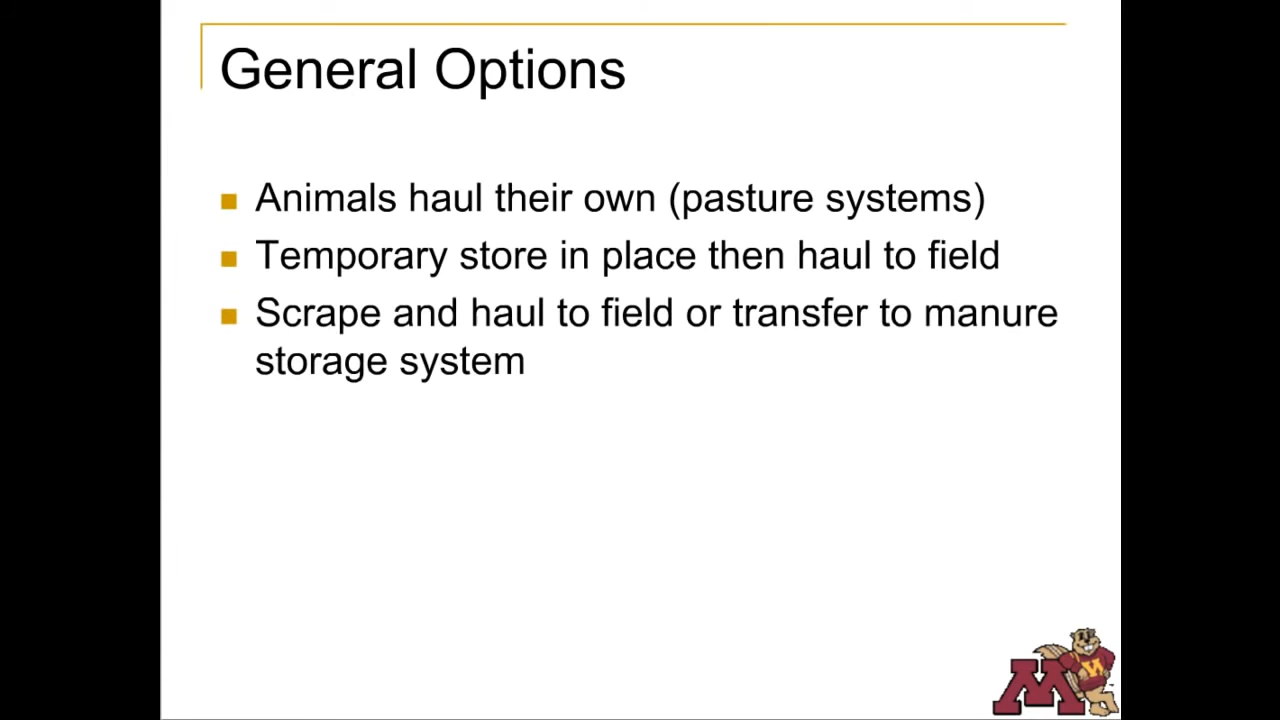 General Options
Animals haul their own (pasture systems)
Temporary store in place then haul to field
Scrape and haul to field or transfer to manure
storage system
M